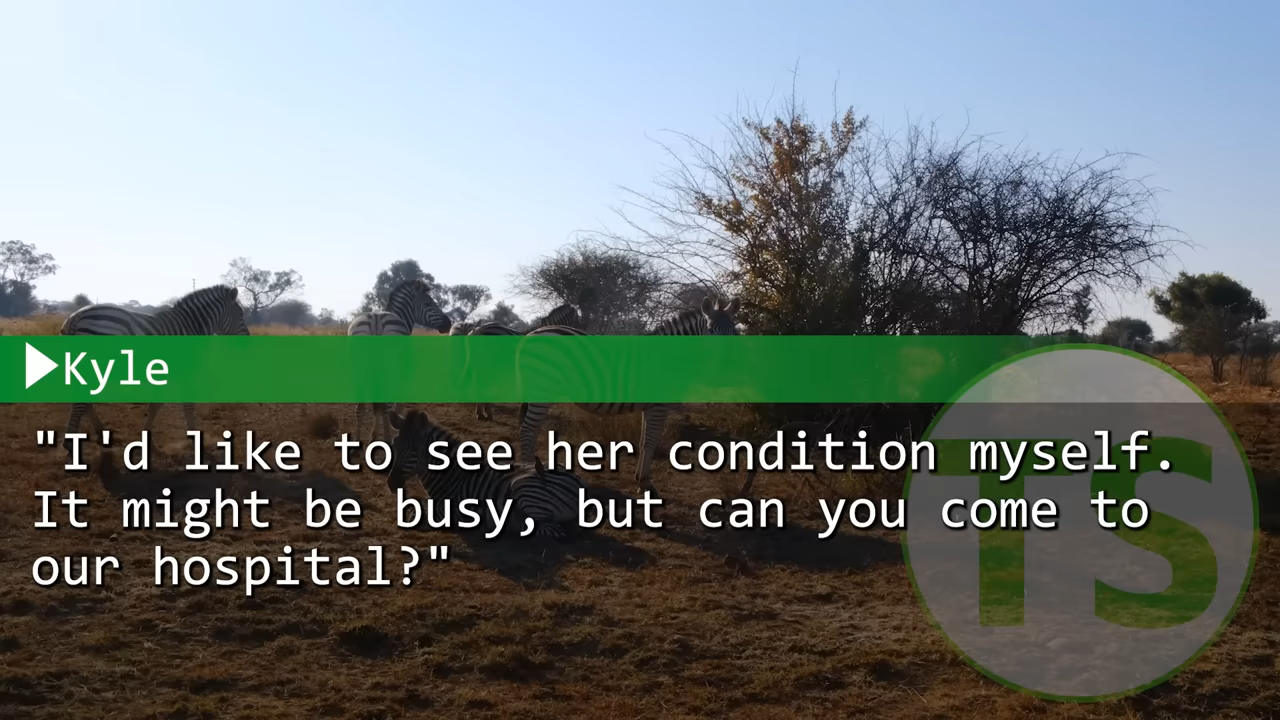 Kyle
"I'd like to see her condition myself.
It might be busy, but can you come to
our hospital?"
TS